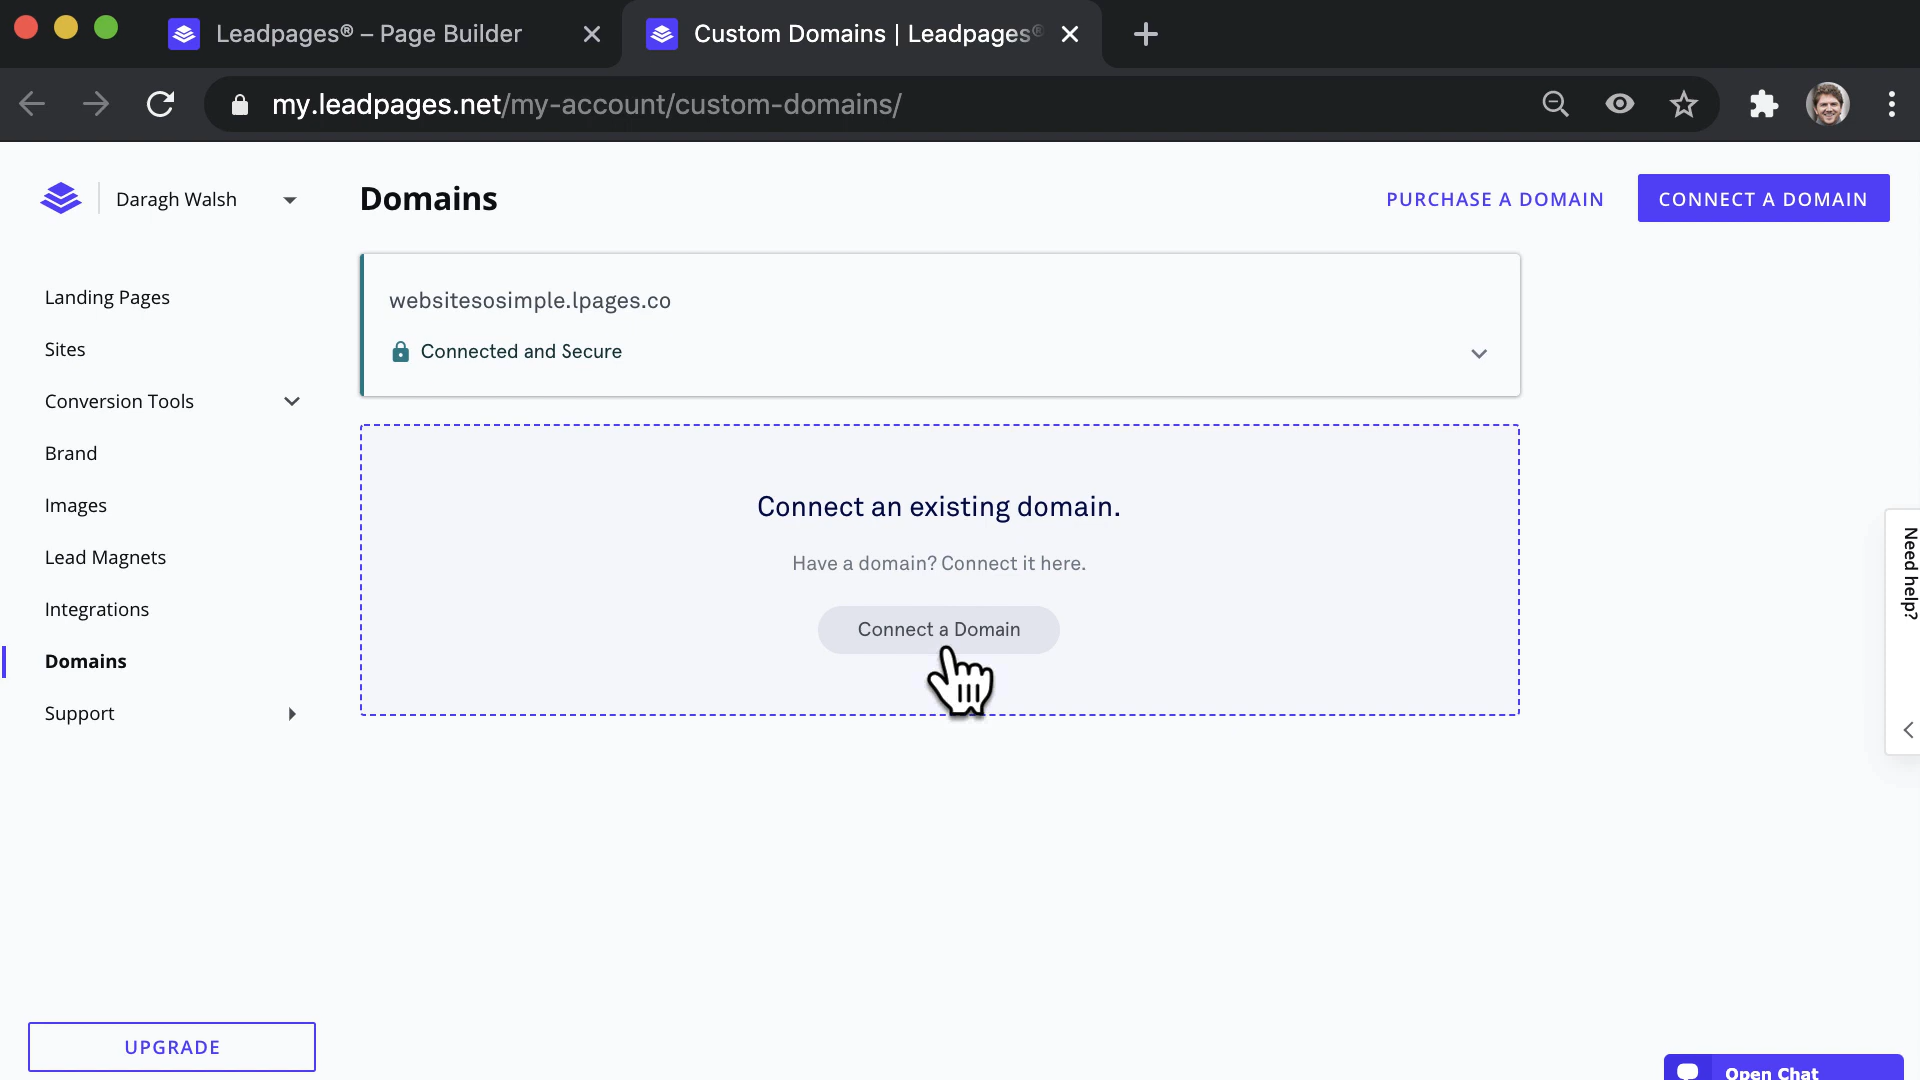 Leadpages® – Page Builder
Custom Domains | Leadpages®
my.leadpages.net/my-account/custom-domains/
Daragh Walsh
Domains
PURCHASE A DOMAIN
CONNECT A DOMAIN
Landing Pages
Sites
Conversion Tools
Brand
Images
Lead Magnets
Integrations
Domains
Support
websitesosimple.lpages.co
Connected and Secure
Connect an existing domain.
Have a domain? Connect it here.
Connect a Domain
Need help?
UPGRADE
Open Chat